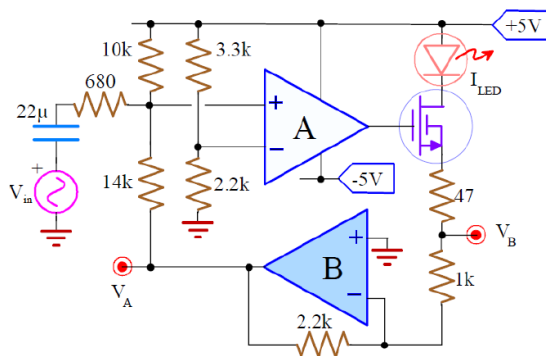 +5V
10k
3.3k
680
I LED
22µ
+
A
+
−
-5V
V in
14k
2.2k
47
V B
+
B
−
1k
V A
2.2k